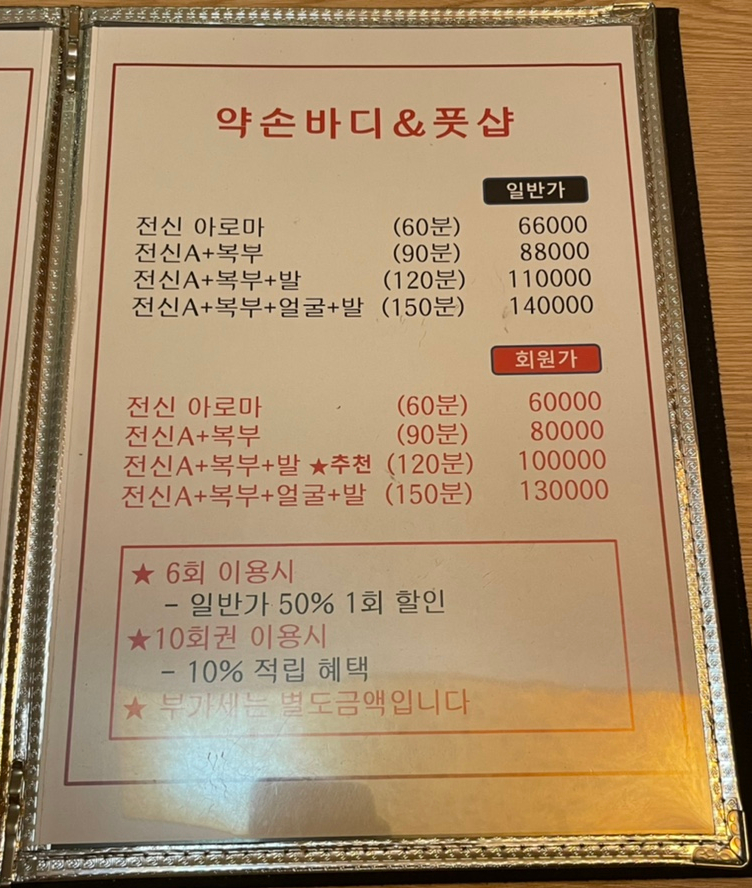 약손바디&풋샵
일반가
전신 아로마 (60분) 66000
전신A+복부 (90분) 88000
전신A+복부+발 (120분) 110000
전신A+복부+얼굴+발 (150분) 140000
회원가
전신 아로마 (60분) 60000
전신A+복부 (90분) 80000
전신A+복부+발 ★추천 (120분) 100000
전신A+복부+얼굴+발 (150분) 130000
★ 6회 이용시
- 일반가 50% 1회 할인
★10회권 이용시
- 10% 적립 혜택
★ 부가세는 별도금액입니다